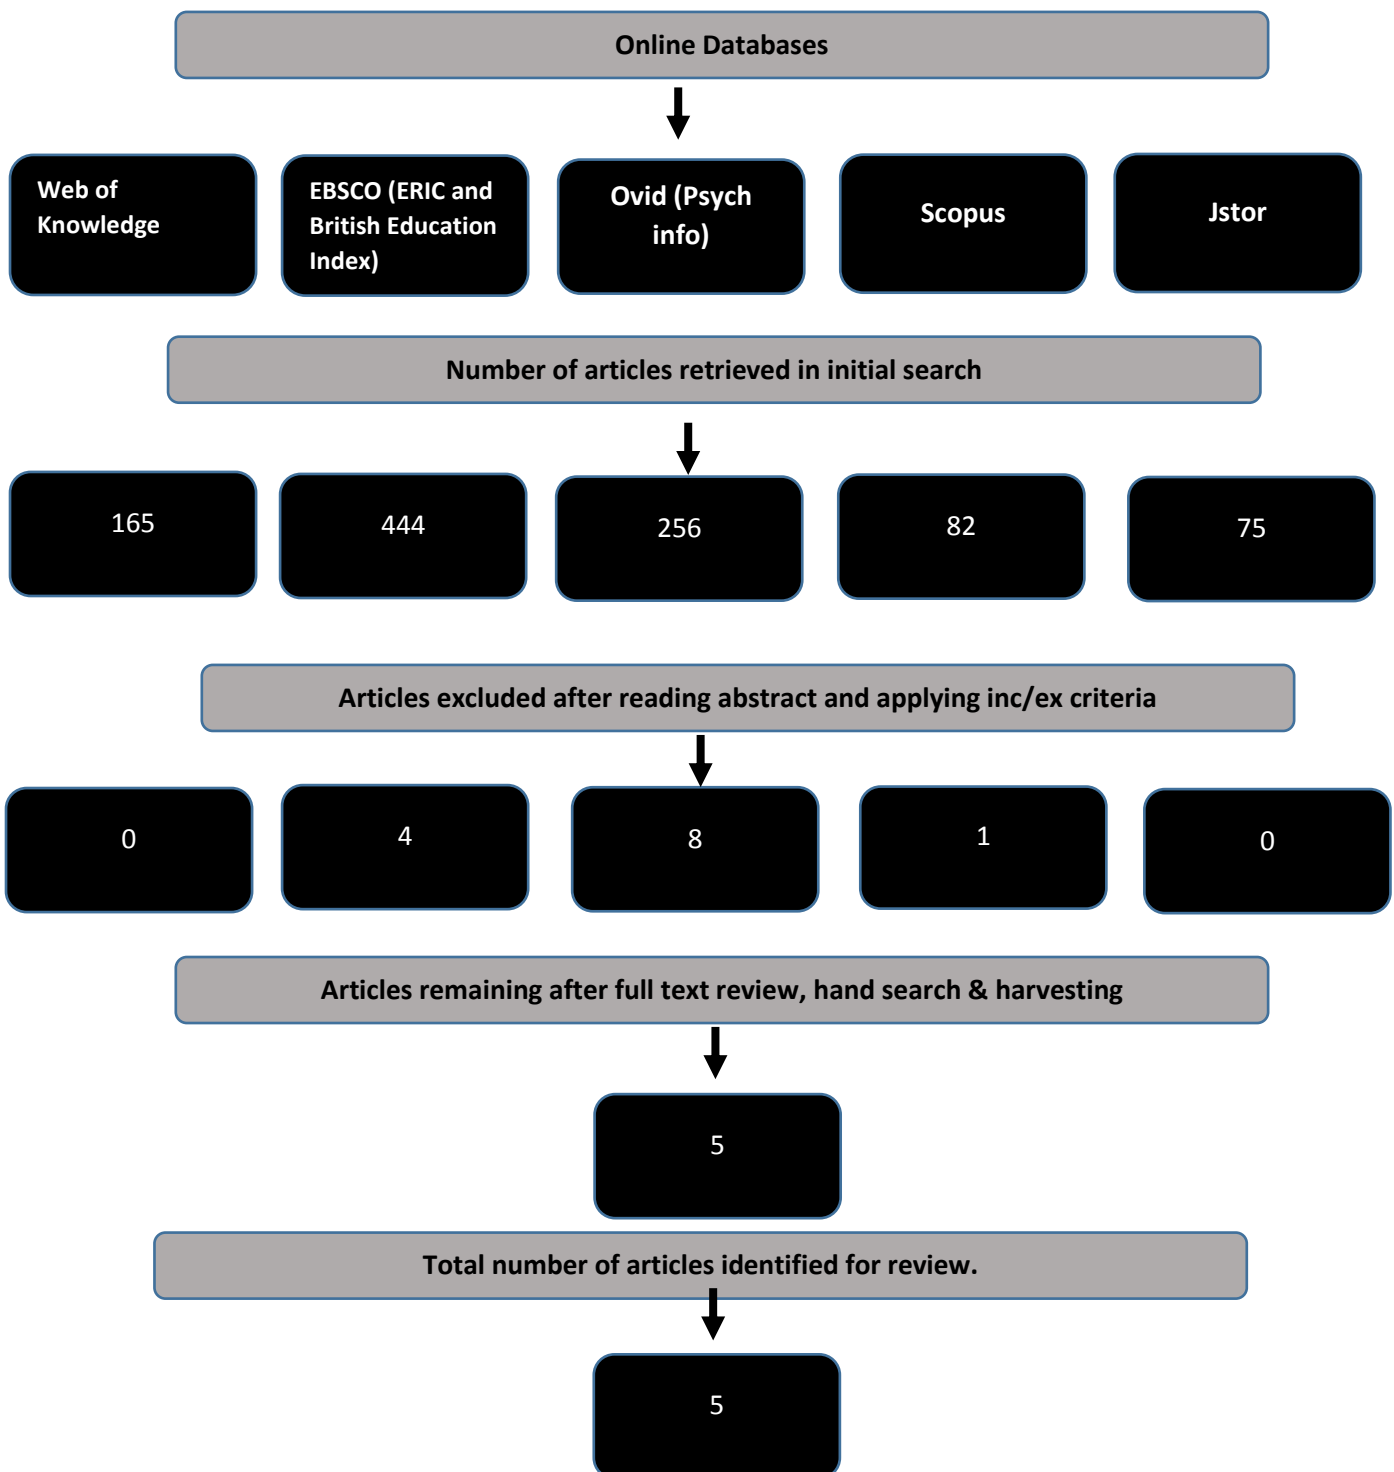 Online Databases
Web of
Knowledge
EBSCO (ERIC and
British Education
Index)
Ovid (Psych
info)
Scopus
Jstor
Number of articles retrieved in initial search
165
444
256
82
75
Articles excluded after reading abstract and applying inc/ex criteria
0
4
8
1
0
Articles remaining after full text review, hand search & harvesting
5
Total number of articles identified for review.
5